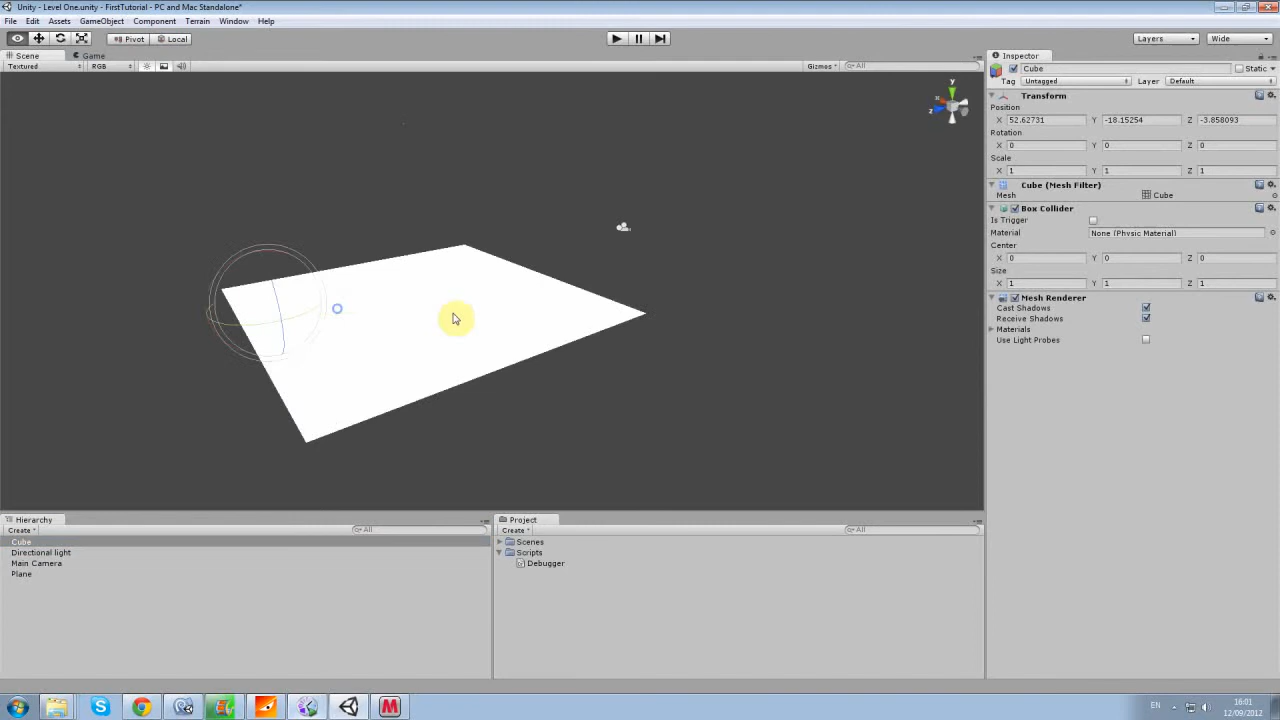 Unity - Level One.unity - FirstTutorial - PC and Mac Standalone*
File Edit Assets GameObject Component Terrain Window Help
Pivot Local Layers Wide
Scene Game
Textured RGB Gizmos All
Inspector
Cube Static
Tag Untagged Layer Default
Transform
Position
X 52.62731 Y -18.15254 Z -3.858093
Rotation
X 0 Y 0 Z 0
Scale
X 1 Y 1 Z 1
Cube (Mesh Filter)
Mesh Cube
Box Collider
Is Trigger
Material None (Physic Material)
Center
X 0 Y 0 Z 0
Size
X 1 Y 1 Z 1
Mesh Renderer
Cast Shadows
Receive Shadows
Materials
Use Light Probes
y
z
Hierarchy
Create All
Cube
Directional light
Main Camera
Plane
Project
Create All
Scenes
Scripts
Debugger
EN 16:01
12/09/2012